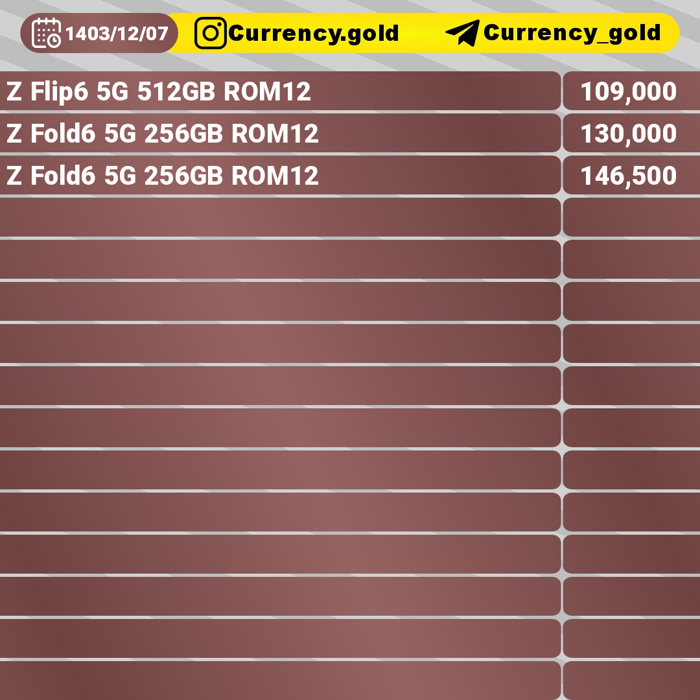 1403/12/07 Currency.gold Currency_gold
Z Flip6 5G 512GB ROM12 109,000
Z Fold6 5G 256GB ROM12 130,000
Z Fold6 5G 256GB ROM12 146,500